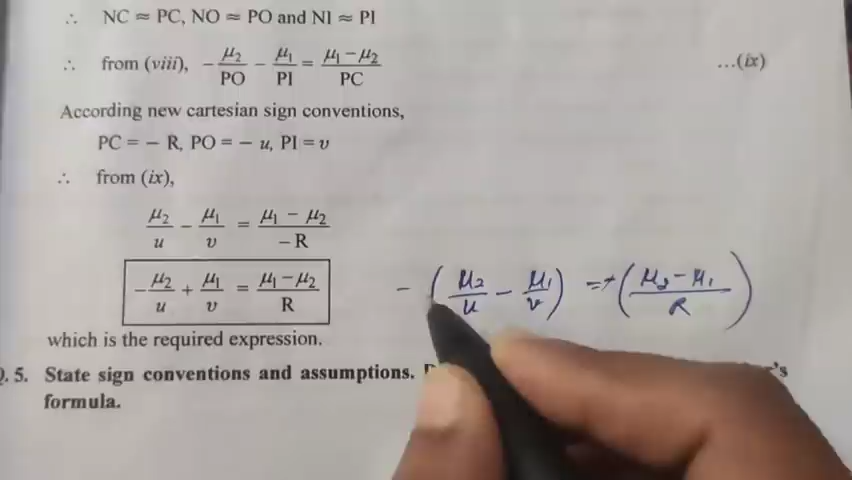 ∴ NC ≈ PC, NO ≈ PO and NI ≈ PI
∴ from (viii), −μ₂/PO − μ₁/PI = (μ₁ − μ₂)/PC ...(ix)
According new cartesian sign conventions,
PC = − R, PO = − u, PI = v
∴ from (ix),
μ₂/u − μ₁/v = (μ₁ − μ₂)/−R
−μ₂/u + μ₁/v = (μ₁ − μ₂)/R
− (μ₂/u − μ₁/v) = + ((μ₂ − μ₁)/R)
which is the required expression.
Q.5. State sign conventions and assumptions. 's
formula.